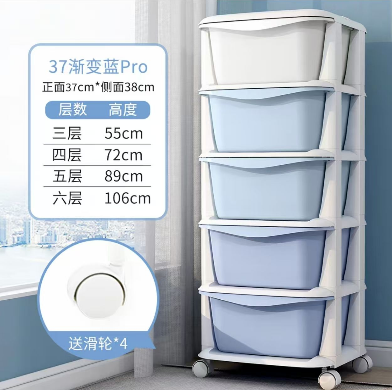 37渐变蓝Pro
正面37cm*侧面38cm
层数 高度
三层 55cm
四层 72cm
五层 89cm
六层 106cm
送滑轮*4